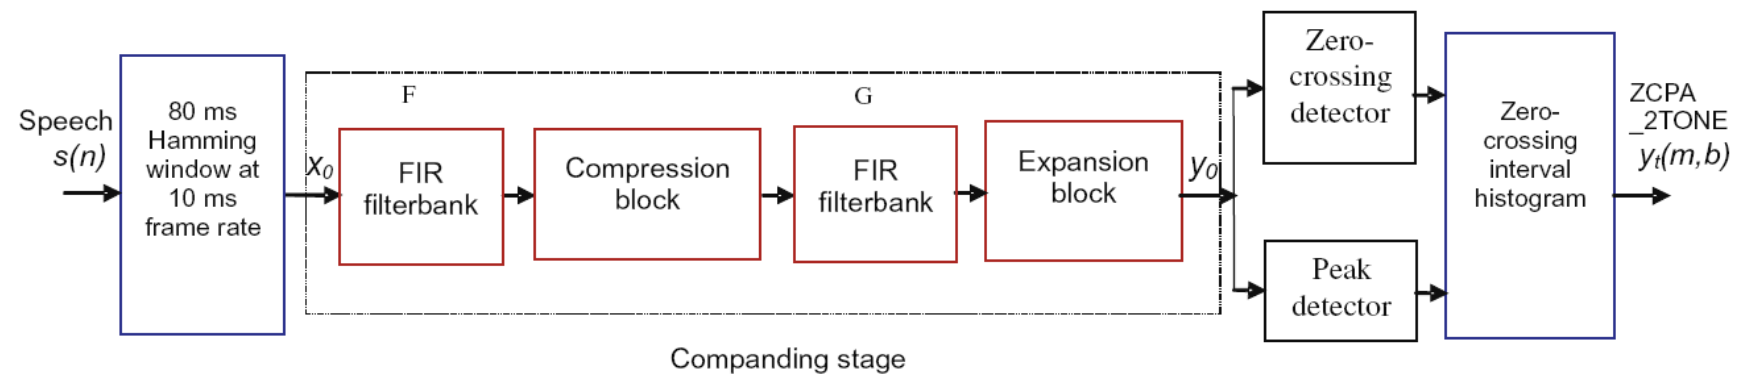 Speech
s(n)
80 ms
Hamming
window at
10 ms
frame rate
x₀
F
FIR
filterbank
Compression
block
G
FIR
filterbank
Expansion
block
y₀
Companding stage
Zero-
crossing
detector
Peak
detector
Zero-
crossing
interval
histogram
ZCPA
_2TONE
yₜ(m,b)